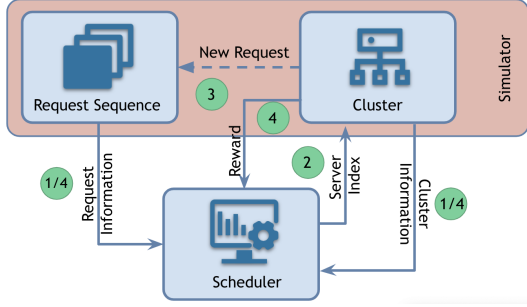 New Request
Request Sequence
3
Cluster
Simulator
4
1/4
Request
Information
Reward
2
Server
Index
Cluster
Information
1/4
Scheduler